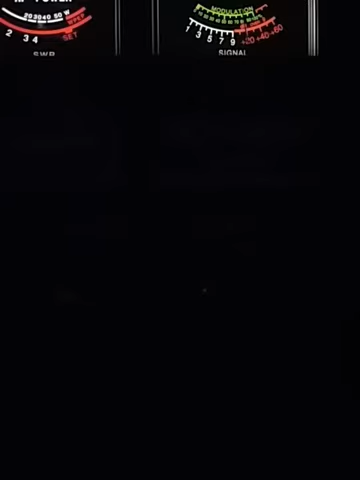 RF POWER
20 30 40 50 W
2 3 4
SET
SWR
MODULATION
1 3 5 7 9 +20 +40 +60
SIGNAL